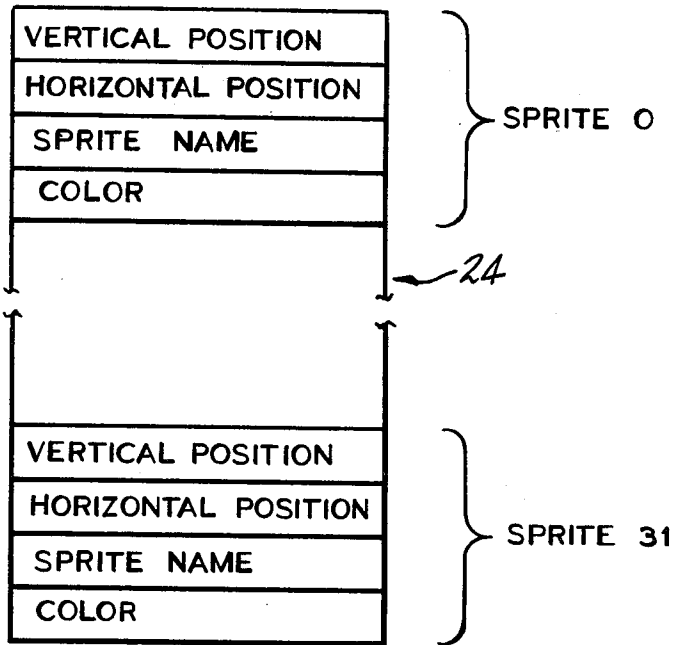 VERTICAL POSITION
HORIZONTAL POSITION
SPRITE NAME
COLOR
SPRITE 0
24
VERTICAL POSITION
HORIZONTAL POSITION
SPRITE NAME
COLOR
SPRITE 31